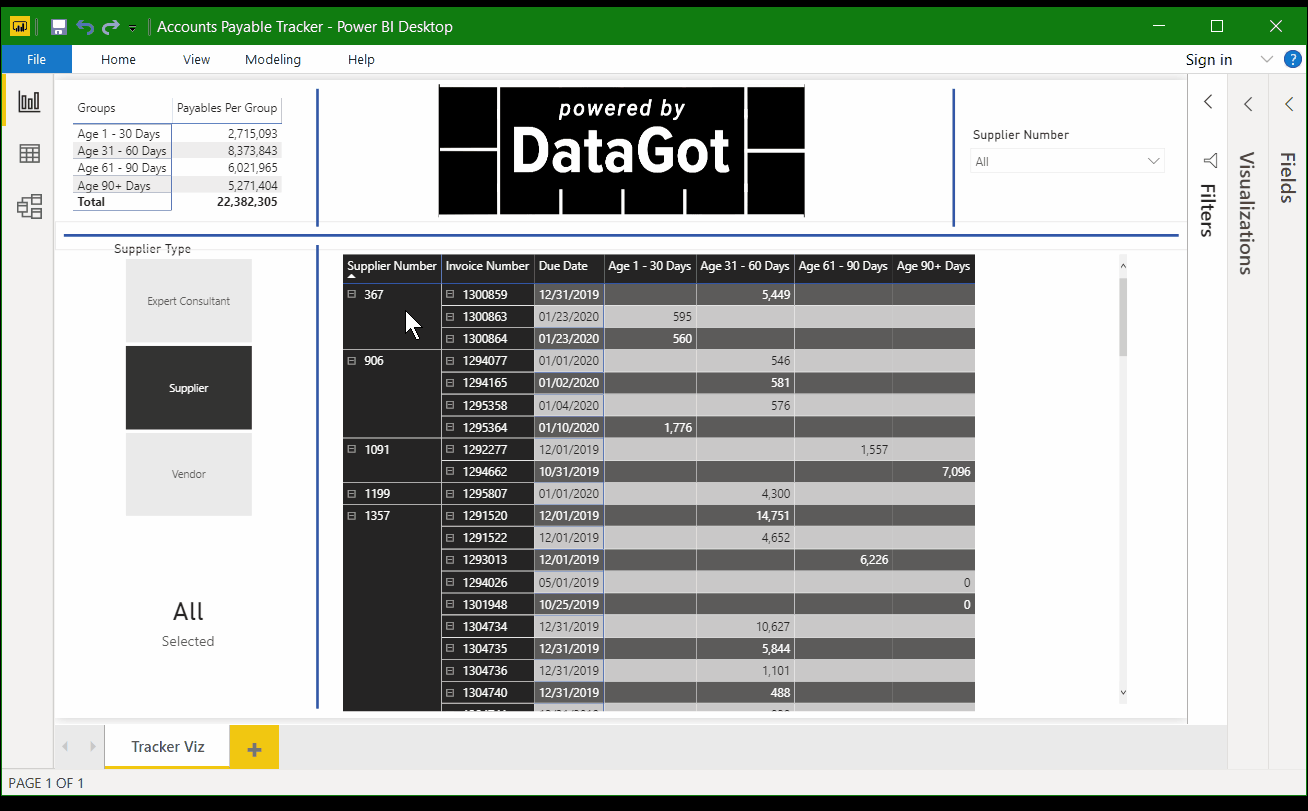 Accounts Payable Tracker - Power BI Desktop
File Home View Modeling Help Sign in ?
Groups Payables Per Group
Age 1 - 30 Days 2,715,093
Age 31 - 60 Days 8,373,843
Age 61 - 90 Days 6,021,965
Age 90+ Days 5,271,404
Total 22,382,305
powered by
DataGot
Supplier Number
All
Filters
Visualizations
Fields
Supplier Type
Expert Consultant
Supplier
Vendor
All
Selected
Supplier Number Invoice Number Due Date Age 1 - 30 Days Age 31 - 60 Days Age 61 - 90 Days Age 90+ Days
367 1300859 12/31/2019 5,449
1300863 01/23/2020 595
1300864 01/23/2020 560
906 1294077 01/01/2020 546
1294165 01/02/2020 581
1295358 01/04/2020 576
1295364 01/10/2020 1,776
1091 1292277 12/01/2019 1,557
1294662 10/31/2019 7,096
1199 1295807 01/01/2020 4,300
1357 1291520 12/01/2019 14,751
1291522 12/01/2019 4,652
1293013 12/01/2019 6,226
1294026 05/01/2019 0
1301948 10/25/2019 0
1304734 12/31/2019 10,627
1304735 12/31/2019 5,844
1304736 12/31/2019 1,101
1304740 12/31/2019 488
Tracker Viz +
PAGE 1 OF 1